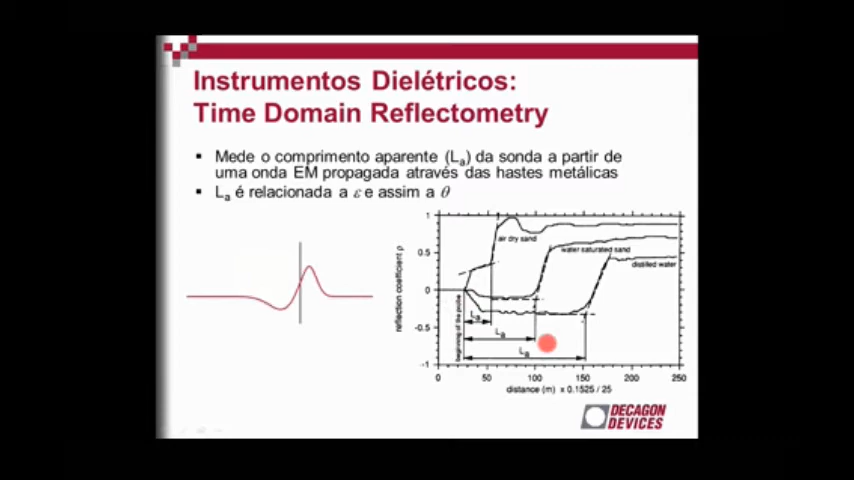 Instrumentos Dielétricos:
Time Domain Reflectometry
▪ Mede o comprimento aparente (La) da sonda a partir de
uma onda EM propagada através das hastes metálicas
▪ La é relacionada a ε e assim a θ
1
0.5
0
-0.5
-1
reflection coefficient ρ
air dry sand
water saturated sand
distilled water
beginning of the probe
La
La
La
0 50 100 150 200 250
distance (m) x 0.1525 / 25
DECAGON
DEVICES